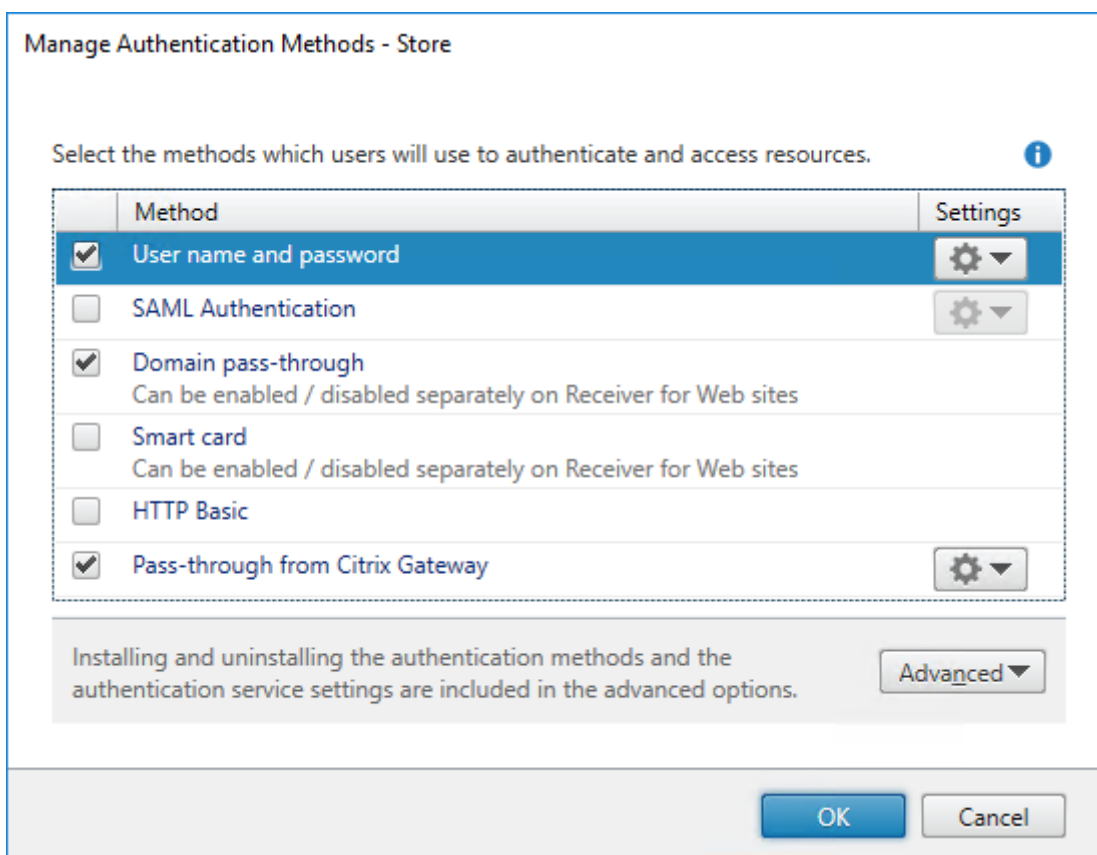 Manage Authentication Methods - Store
Select the methods which users will use to authenticate and access resources.
Method Settings
User name and password
SAML Authentication
Domain pass-through
Can be enabled / disabled separately on Receiver for Web sites
Smart card
Can be enabled / disabled separately on Receiver for Web sites
HTTP Basic
Pass-through from Citrix Gateway
Installing and uninstalling the authentication methods and the
authentication service settings are included in the advanced options.
Advanced
OK Cancel